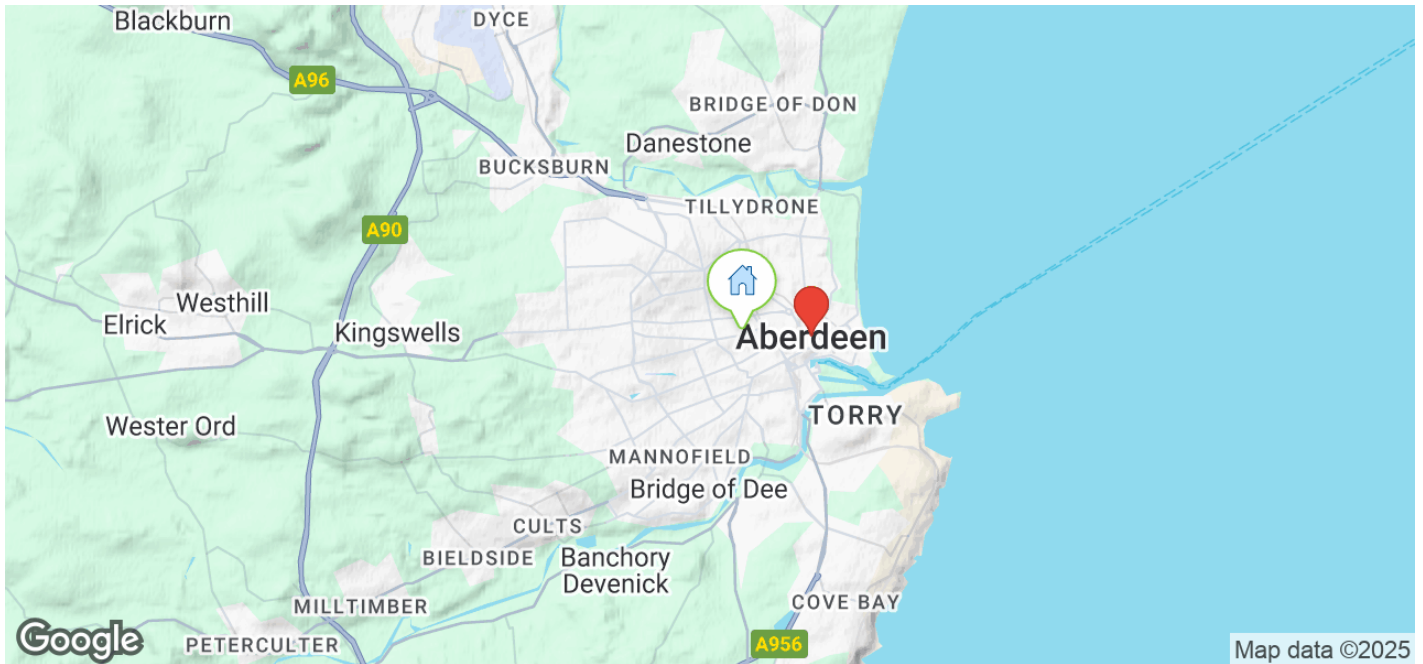 Blackburn
DYCE
A96
BRIDGE OF DON
Danestone
BUCKSBURN
TILLYDRONE
A90
Westhill
Elrick
Kingswells
Aberdeen
TORRY
Wester Ord
MANNOFIELD
Bridge of Dee
CULTS
BIELDSIDE
Banchory
Devenick
MILLTIMBER
COVE BAY
PETERCULTER
A956
Google
Map data ©2025